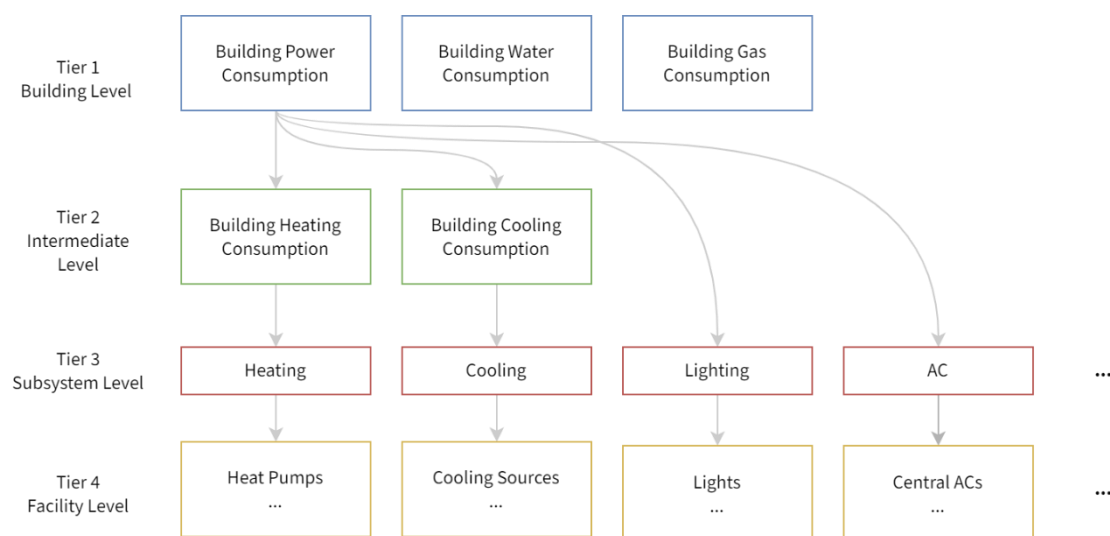 Tier 1
Building Level
Building Power
Consumption
Building Water
Consumption
Building Gas
Consumption
Tier 2
Intermediate
Level
Building Heating
Consumption
Building Cooling
Consumption
Tier 3
Subsystem Level
Heating
Cooling
Lighting
AC
...
Tier 4
Facility Level
Heat Pumps
...
Cooling Sources
...
Lights
...
Central ACs
...
...